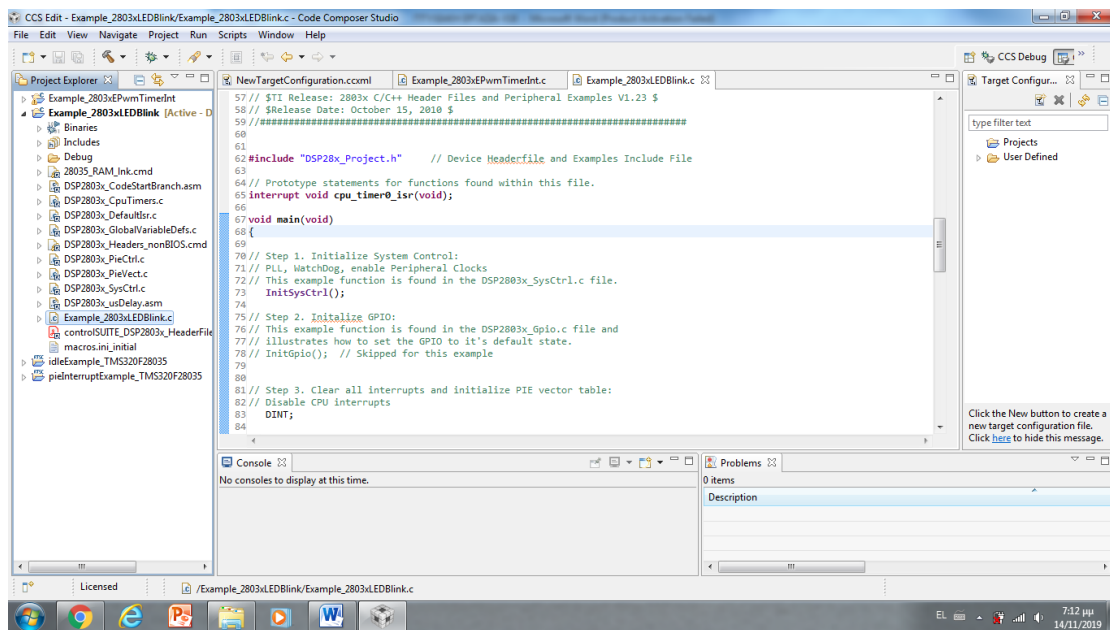 CCS Edit - Example_2803xLEDBlink/Example_2803xLEDBlink.c - Code Composer Studio
File Edit View Navigate Project Run Scripts Window Help
CCS Debug
Project Explorer
Example_2803xEPwmTimerInt
Example_2803xLEDBlink [Active - D
Binaries
Includes
Debug
28035_RAM_lnk.cmd
DSP2803x_CodeStartBranch.asm
DSP2803x_CpuTimers.c
DSP2803x_DefaultIsr.c
DSP2803x_GlobalVariableDefs.c
DSP2803x_Headers_nonBIOS.cmd
DSP2803x_PieCtrl.c
DSP2803x_PieVect.c
DSP2803x_SysCtrl.c
DSP2803x_usDelay.asm
Example_2803xLEDBlink.c
controlSUITE_DSP2803x_HeaderFile
macros.ini_initial
idleExample_TMS320F28035
pieInterruptExample_TMS320F28035
NewTargetConfiguration.ccxml Example_2803xEPwmTimerInt.c Example_2803xLEDBlink.c
57 // $TI Release: 2803x C/C++ Header Files and Peripheral Examples V1.23 $
58 // $Release Date: October 15, 2010 $
59 //###########################################################################
60
61
62 #include "DSP28x_Project.h" // Device Headerfile and Examples Include File
63
64 // Prototype statements for functions found within this file.
65 interrupt void cpu_timer0_isr(void);
66
67 void main(void)
68 {
69
70 // Step 1. Initialize System Control:
71 // PLL, WatchDog, enable Peripheral Clocks
72 // This example function is found in the DSP2803x_SysCtrl.c file.
73 InitSysCtrl();
74
75 // Step 2. Initalize GPIO:
76 // This example function is found in the DSP2803x_Gpio.c file and
77 // illustrates how to set the GPIO to it's default state.
78 // InitGpio(); // Skipped for this example
79
80
81 // Step 3. Clear all interrupts and initialize PIE vector table:
82 // Disable CPU interrupts
83 DINT;
84
Target Configur...
type filter text
Projects
User Defined
Click the New button to create a
new target configuration file.
Click here to hide this message.
Console
No consoles to display at this time.
Problems
0 items
Description
Licensed
/Example_2803xLEDBlink/Example_2803xLEDBlink.c
EL
7:12 μμ
14/11/2019